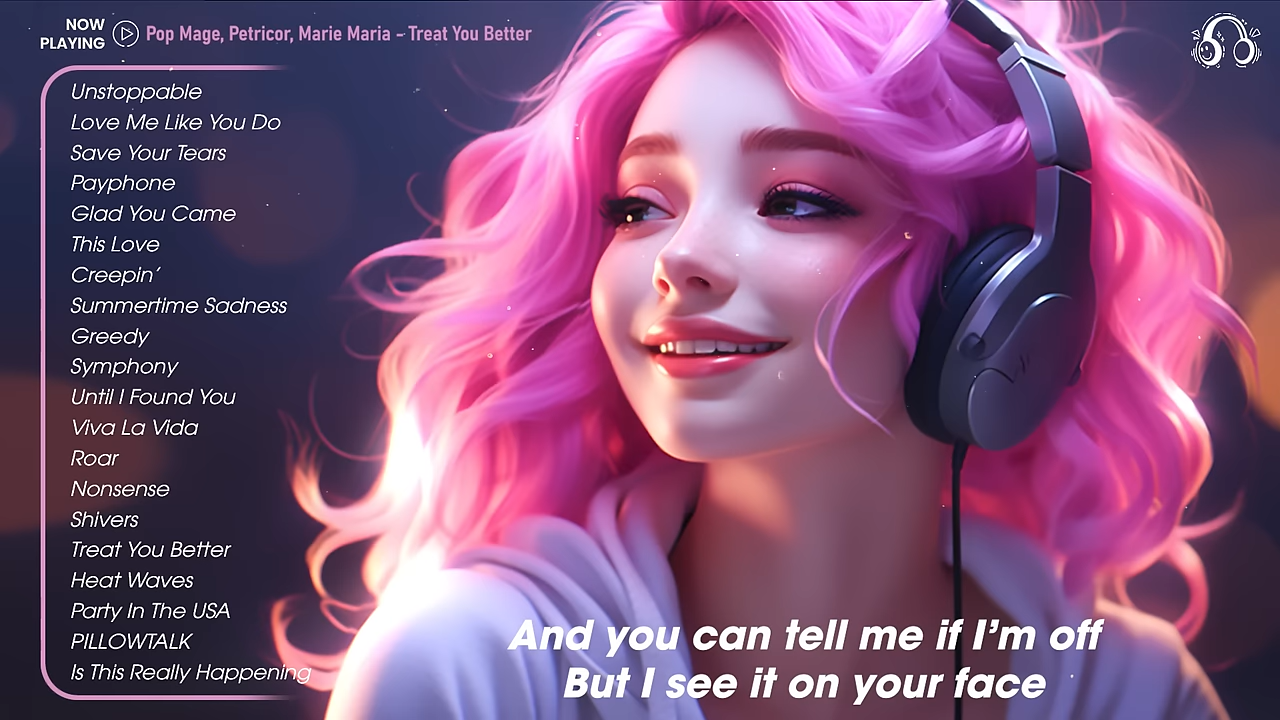 NOW
PLAYING
Pop Mage, Petricor, Marie Maria - Treat You Better
Unstoppable
Love Me Like You Do
Save Your Tears
Payphone
Glad You Came
This Love
Creepin’
Summertime Sadness
Greedy
Symphony
Until I Found You
Viva La Vida
Roar
Nonsense
Shivers
Treat You Better
Heat Waves
Party In The USA
PILLOWTALK
Is This Really Happening
And you can tell me if I’m off
But I see it on your face